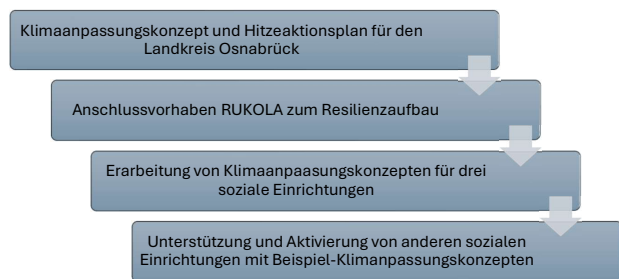 Klimaanpassungskonzept und Hitzeaktionsplan für den
Landkreis Osnabrück
Anschlussvorhaben RUKOLA zum Resilienzaufbau
Erarbeitung von Klimaanpaasungskonzepten für drei
soziale Einrichtungen
Unterstützung und Aktivierung von anderen sozialen
Einrichtungen mit Beispiel-Klimanpassungskonzepten